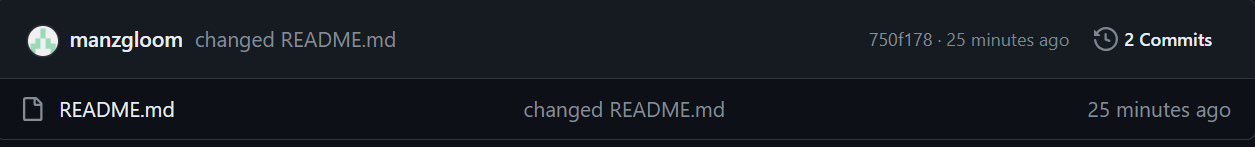 manzgloom changed README.md 750f178 · 25 minutes ago 2 Commits
README.md changed README.md 25 minutes ago